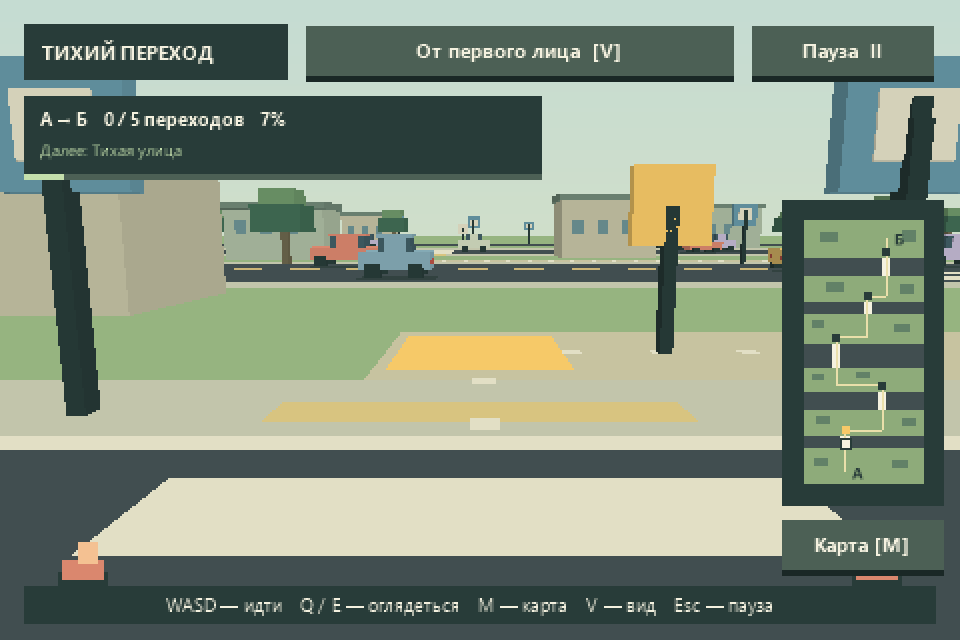 ТИХИЙ ПЕРЕХОД
От первого лица [V]
Пауза II
А — Б 0 / 5 переходов 7%
Далее: Тихая улица
Б
А
Карта [M]
WASD — идти Q / E — оглядеться M — карта V — вид Esc — пауза